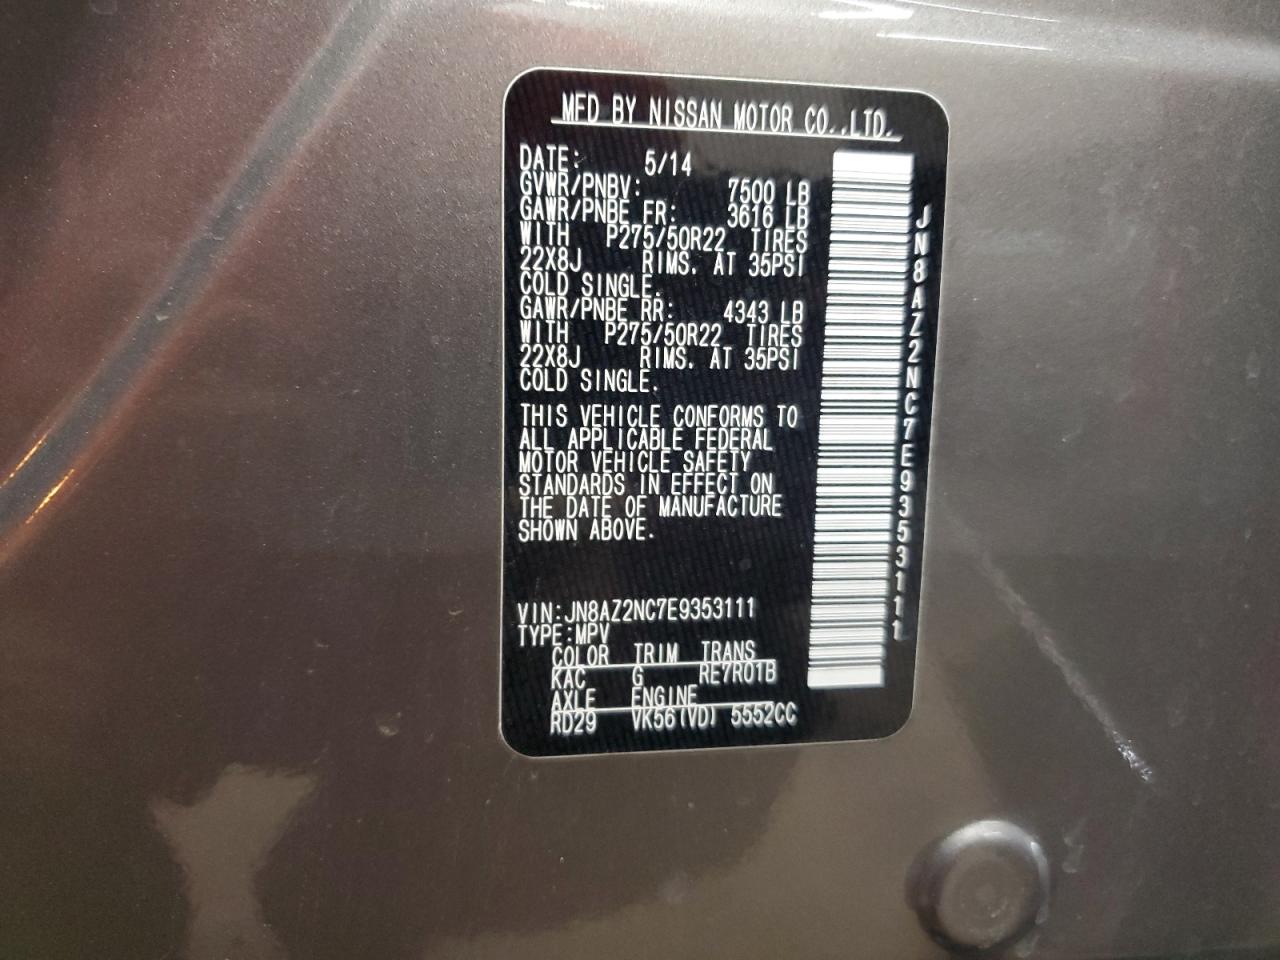 MFD BY NISSAN MOTOR CO.,LTD.
DATE: 5/14
GVWR/PNBV: 7500 LB
GAWR/PNBE FR: 3616 LB
WITH P275/50R22 TIRES
22X8J RIMS. AT 35PSI
COLD SINGLE.
GAWR/PNBE RR: 4343 LB
WITH P275/50R22 TIRES
22X8J RIMS. AT 35PSI
COLD SINGLE.
THIS VEHICLE CONFORMS TO
ALL APPLICABLE FEDERAL
MOTOR VEHICLE SAFETY
STANDARDS IN EFFECT ON
THE DATE OF MANUFACTURE
SHOWN ABOVE.
VIN:JN8AZ2NC7E9353111
TYPE:MPV
COLOR TRIM TRANS
KAC G RE7R01B
AXLE ENGINE
RD29 VK56(VD) 5552CC
JN8AZ2NC7E9353111